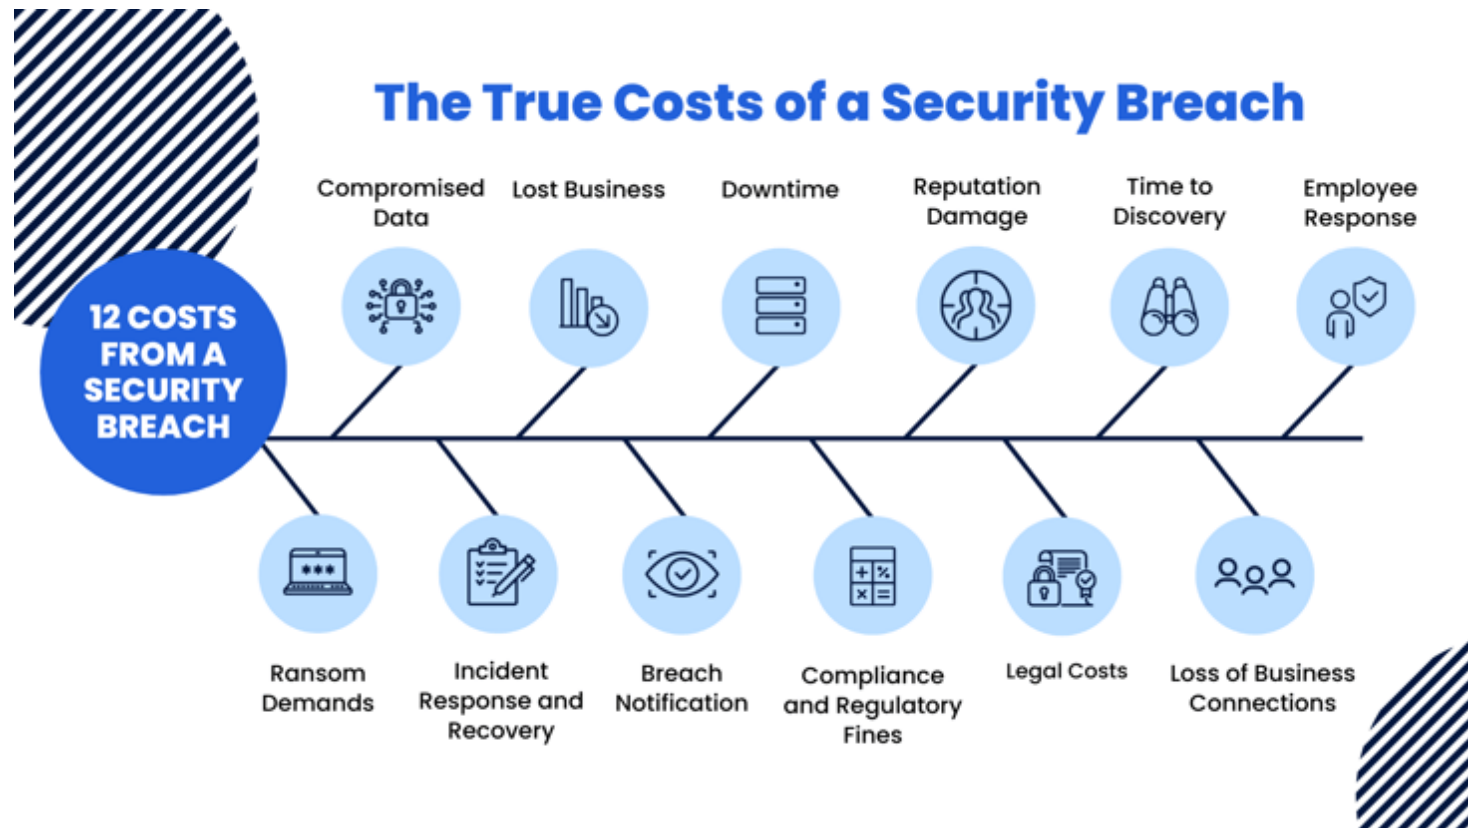 The True Costs of a Security Breach
Compromised
Data
Lost Business
Downtime
Reputation
Damage
Time to
Discovery
Employee
Response
12 COSTS
FROM A
SECURITY
BREACH
Ransom
Demands
Incident
Response and
Recovery
Breach
Notification
Compliance
and Regulatory
Fines
Legal Costs
Loss of Business
Connections